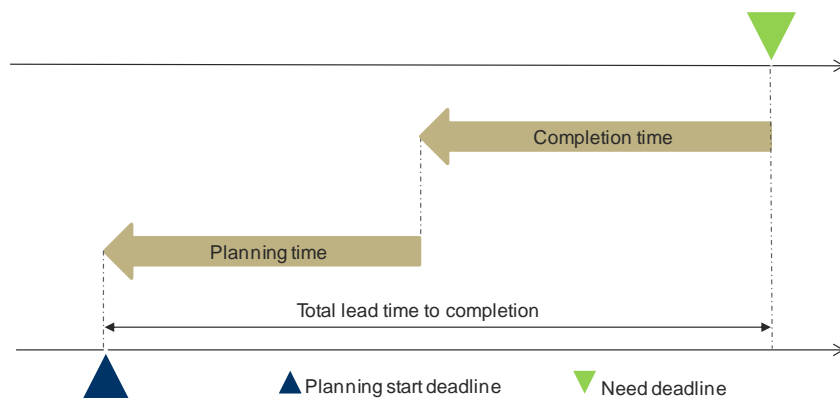 Completion time
Planning time
Total lead time to completion
Planning start deadline
Need deadline